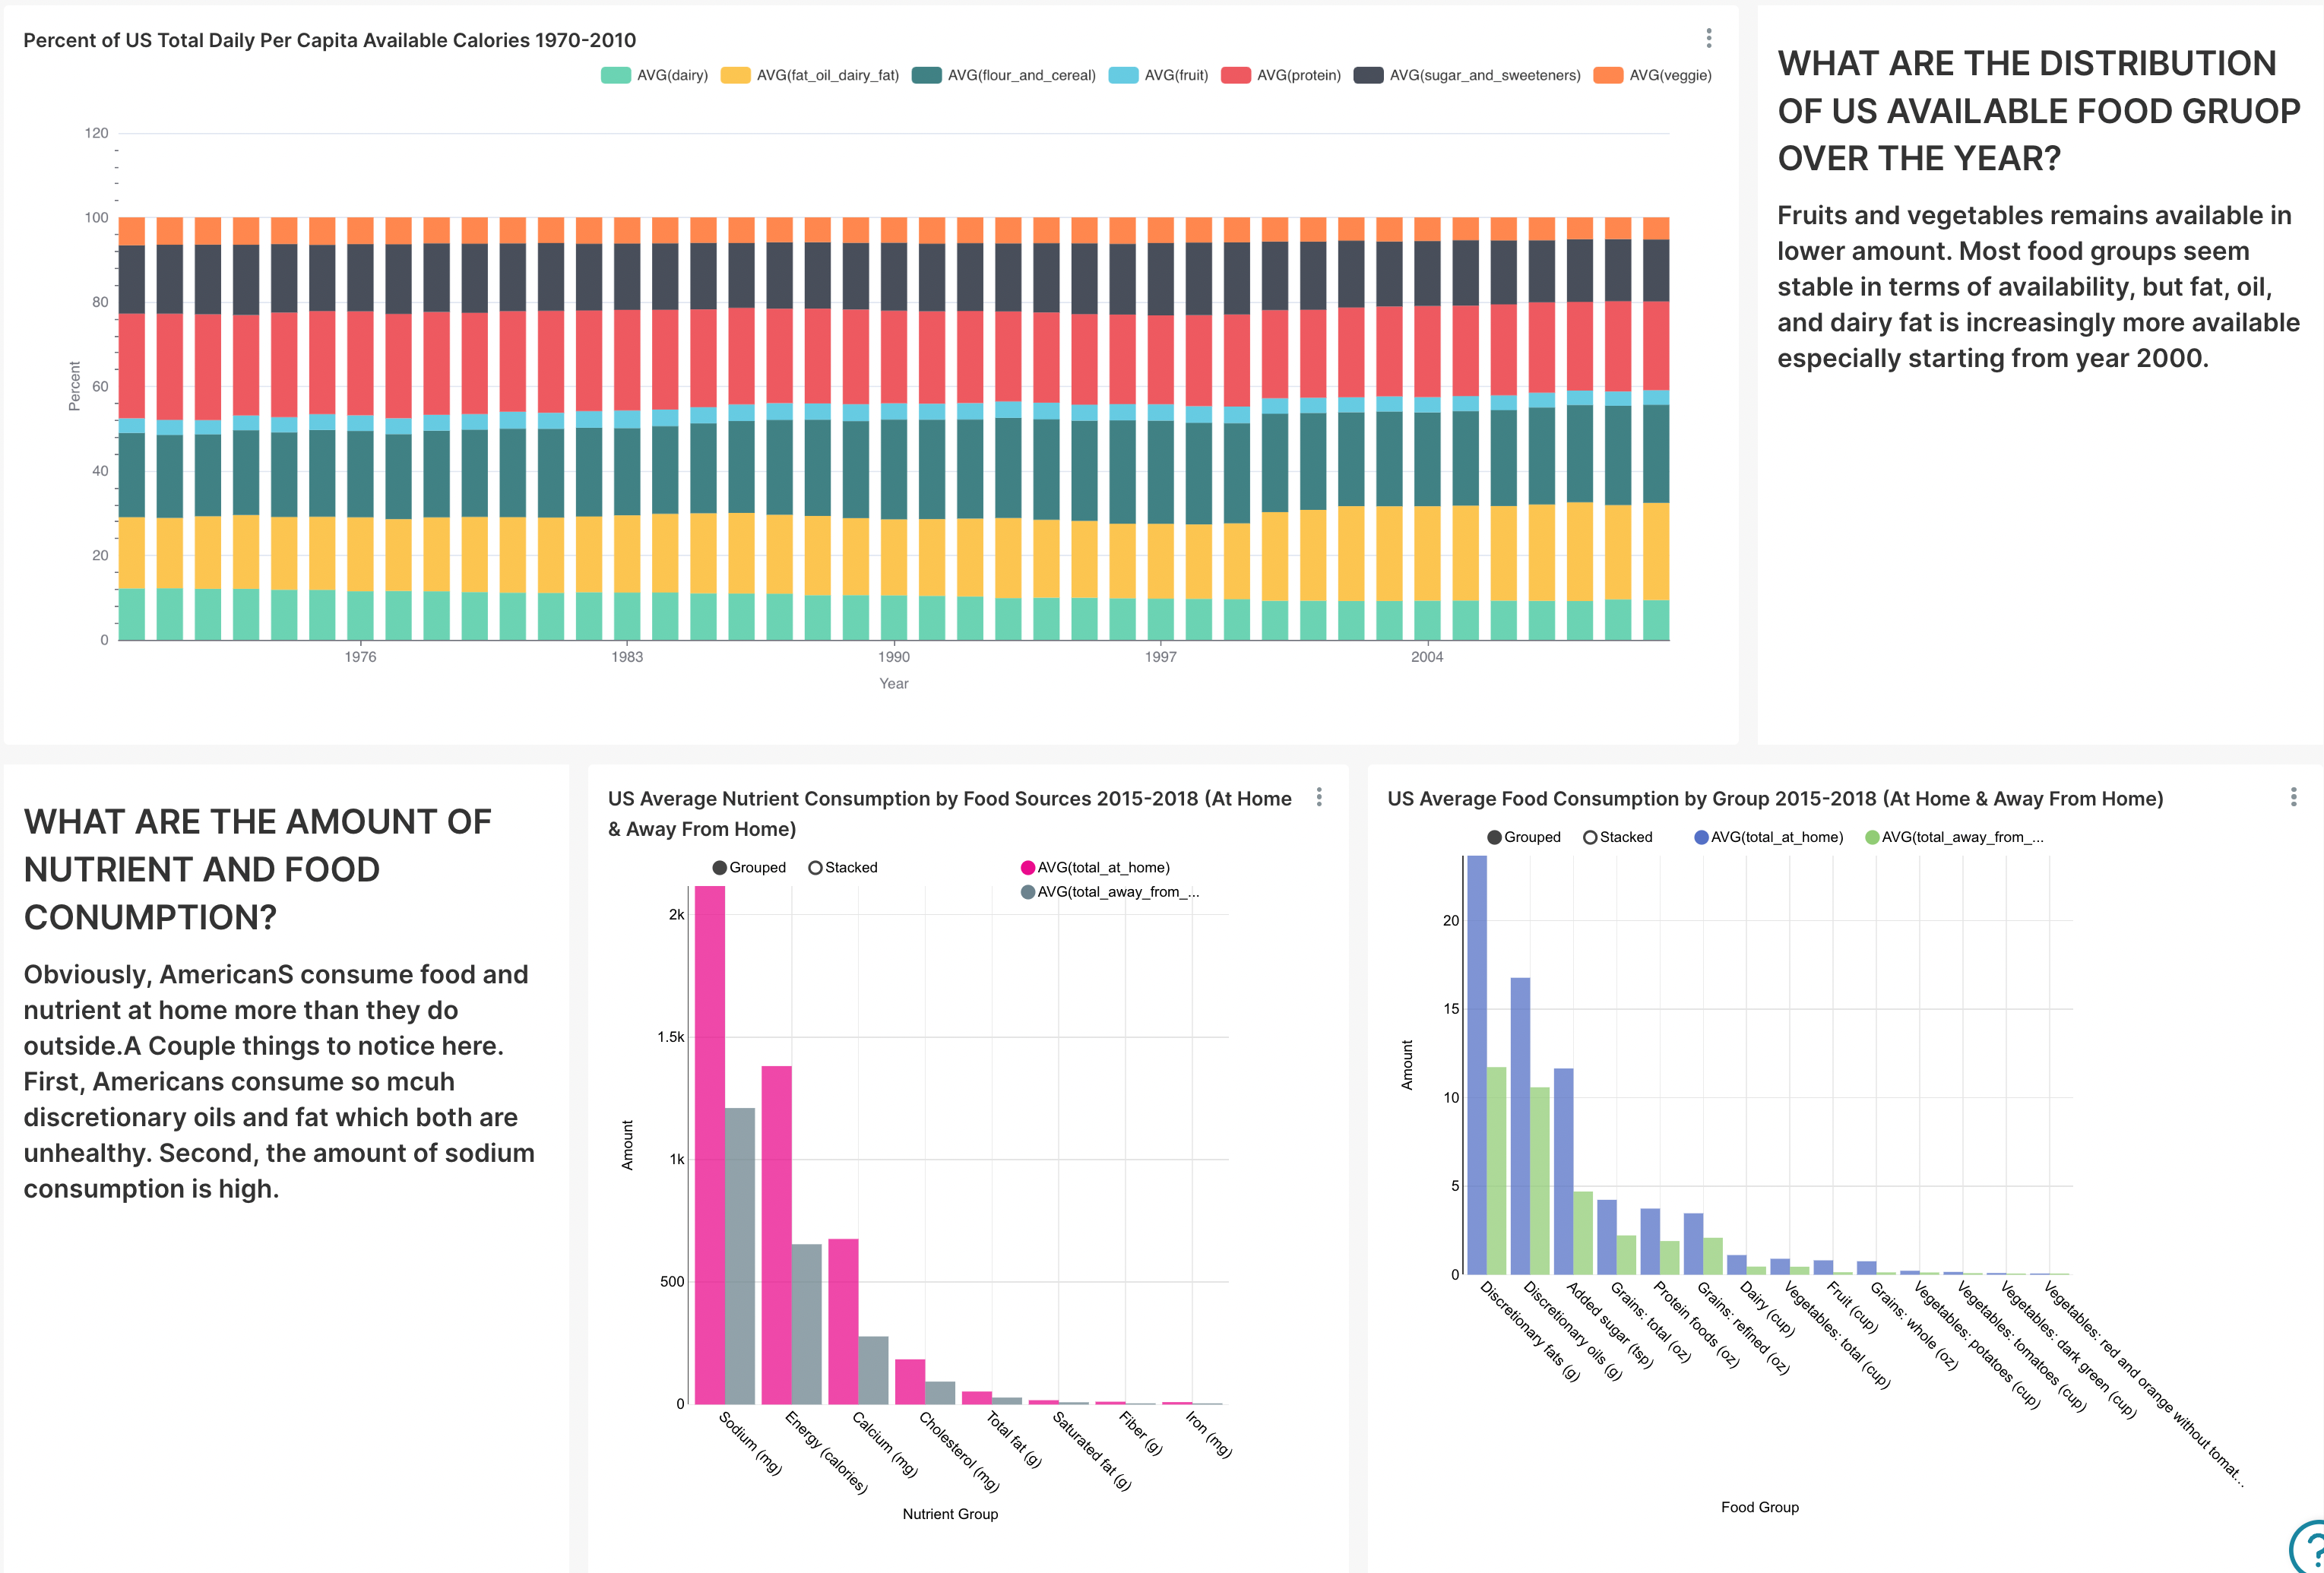 Percent of US Total Daily Per Capita Available Calories 1970-2010
AVG(dairy) AVG(fat_oil_dairy_fat) AVG(flour_and_cereal) AVG(fruit) AVG(protein) AVG(sugar_and_sweeteners) AVG(veggie)
120
100
80
60
40
20
0
Percent
1976 1983 1990 1997 2004
Year
WHAT ARE THE DISTRIBUTION
OF US AVAILABLE FOOD GRUOP
OVER THE YEAR?
Fruits and vegetables remains available in
lower amount. Most food groups seem
stable in terms of availability, but fat, oil,
and dairy fat is increasingly more available
especially starting from year 2000.
WHAT ARE THE AMOUNT OF
NUTRIENT AND FOOD
CONUMPTION?
Obviously, AmericanS consume food and
nutrient at home more than they do
outside.A Couple things to notice here.
First, Americans consume so mcuh
discretionary oils and fat which both are
unhealthy. Second, the amount of sodium
consumption is high.
US Average Nutrient Consumption by Food Sources 2015-2018 (At Home
& Away From Home)
Grouped Stacked AVG(total_at_home)
AVG(total_away_from_...
2k
1.5k
1k
500
0
Amount
Sodium (mg)
Energy (calories)
Calcium (mg)
Cholesterol (mg)
Total fat (g)
Saturated fat (g)
Fiber (g)
Iron (mg)
Nutrient Group
US Average Food Consumption by Group 2015-2018 (At Home & Away From Home)
Grouped Stacked AVG(total_at_home) AVG(total_away_from_...
20
15
10
5
0
Amount
Discretionary fats (g)
Discretionary oils (g)
Added sugar (tsp)
Grains: total (oz)
Protein foods (oz)
Grains: refined (oz)
Dairy (cup)
Vegetables: total (cup)
Fruit (cup)
Grains: whole (oz)
Vegetables: potatoes (cup)
Vegetables: tomatoes (cup)
Vegetables: dark green (cup)
Vegetables: red and orange without tomat...
Food Group
?